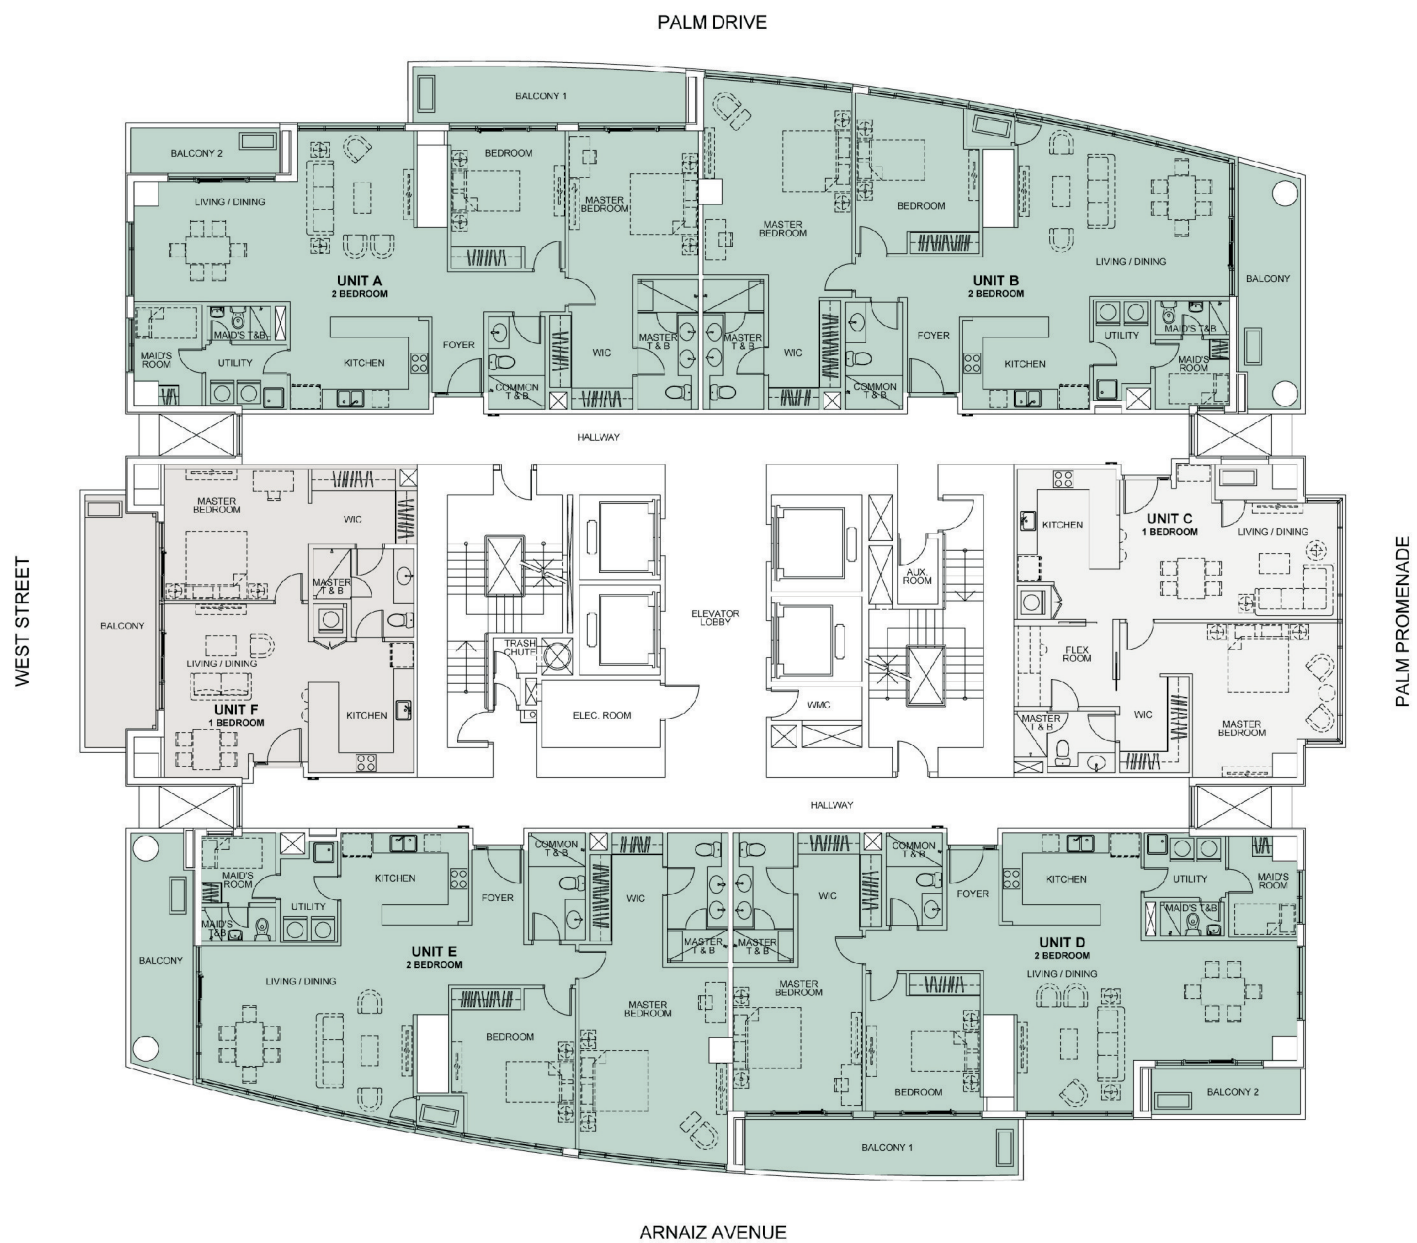 PALM DRIVE
BALCONY 1
BALCONY 2
LIVING / DINING
BEDROOM
MASTER
BEDROOM
UNIT A
2 BEDROOM
MAID'S
ROOM
MAID'S T&B
UTILITY
KITCHEN
FOYER
COMMON
T & B
WIC
MASTER
T & B
MASTER
BEDROOM
BEDROOM
LIVING / DINING
UNIT B
2 BEDROOM
BALCONY
MASTER
T & B
WIC
COMMON
T & B
FOYER
KITCHEN
UTILITY
MAID'S T&B
MAID'S
ROOM
HALLWAY
WEST STREET
BALCONY
MASTER
BEDROOM
WIC
MASTER
T & B
LIVING / DINING
UNIT F
1 BEDROOM
KITCHEN
TRASH
CHUTE
ELEC. ROOM
ELEVATOR
LOBBY
WMC
AUX.
ROOM
KITCHEN
UNIT C
1 BEDROOM
LIVING / DINING
FLEX
ROOM
MASTER
T & B
WIC
MASTER
BEDROOM
PALM PROMENADE
HALLWAY
MAID'S
ROOM
MAID'S
T&B
UTILITY
KITCHEN
FOYER
COMMON
T & B
WIC
MASTER
T & B
BALCONY
UNIT E
2 BEDROOM
LIVING / DINING
BEDROOM
MASTER
BEDROOM
MASTER
T & B
WIC
COMMON
T & B
FOYER
KITCHEN
UTILITY
MAID'S
ROOM
MAID'S T&B
UNIT D
2 BEDROOM
LIVING / DINING
MASTER
BEDROOM
BEDROOM
BALCONY 2
BALCONY 1
ARNAIZ AVENUE